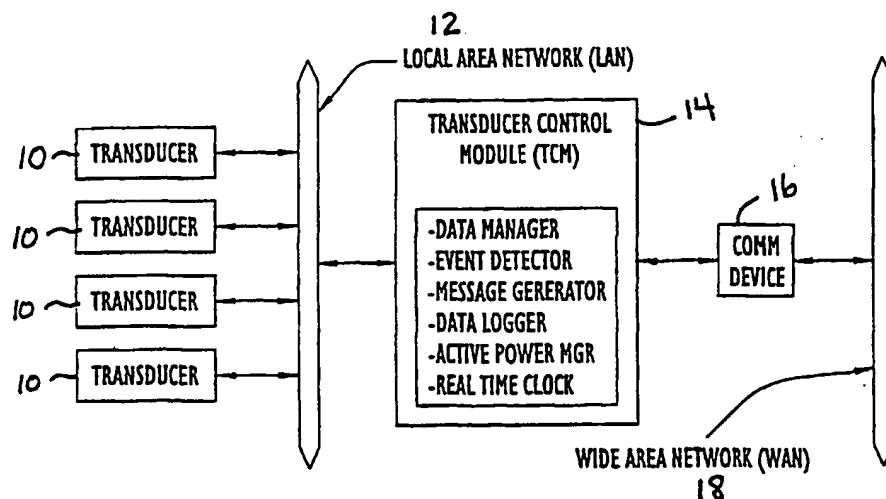 12
LOCAL AREA NETWORK (LAN)
10 TRANSDUCER
10 TRANSDUCER
10 TRANSDUCER
10 TRANSDUCER
14
TRANSDUCER CONTROL
MODULE (TCM)
-DATA MANAGER
-EVENT DETECTOR
-MESSAGE GERERATOR
-DATA LOGGER
-ACTIVE POWER MGR
-REAL TIME CLOCK
16
COMM
DEVICE
WIDE AREA NETWORK (WAN)
18